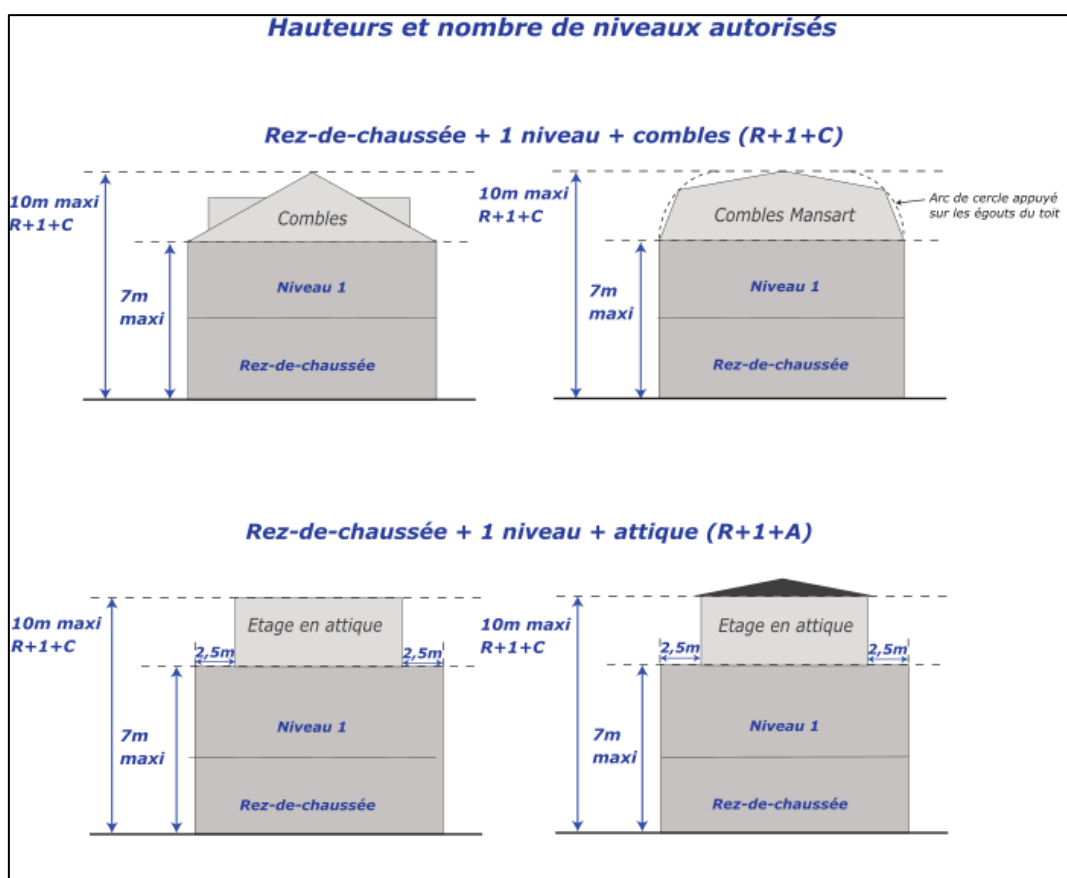 Hauteurs et nombre de niveaux autorisés
Rez-de-chaussée + 1 niveau + combles (R+1+C)
10m maxi
R+1+C
7m
maxi
Combles
Niveau 1
Rez-de-chaussée
10m maxi
R+1+C
7m
maxi
Combles Mansart
Niveau 1
Rez-de-chaussée
Arc de cercle appuyé
sur les égouts du toit
Rez-de-chaussée + 1 niveau + attique (R+1+A)
10m maxi
R+1+C
7m
maxi
Etage en attique
2,5m
2,5m
Niveau 1
Rez-de-chaussée
10m maxi
R+1+C
7m
maxi
Etage en attique
2,5m
2,5m
Niveau 1
Rez-de-chaussée